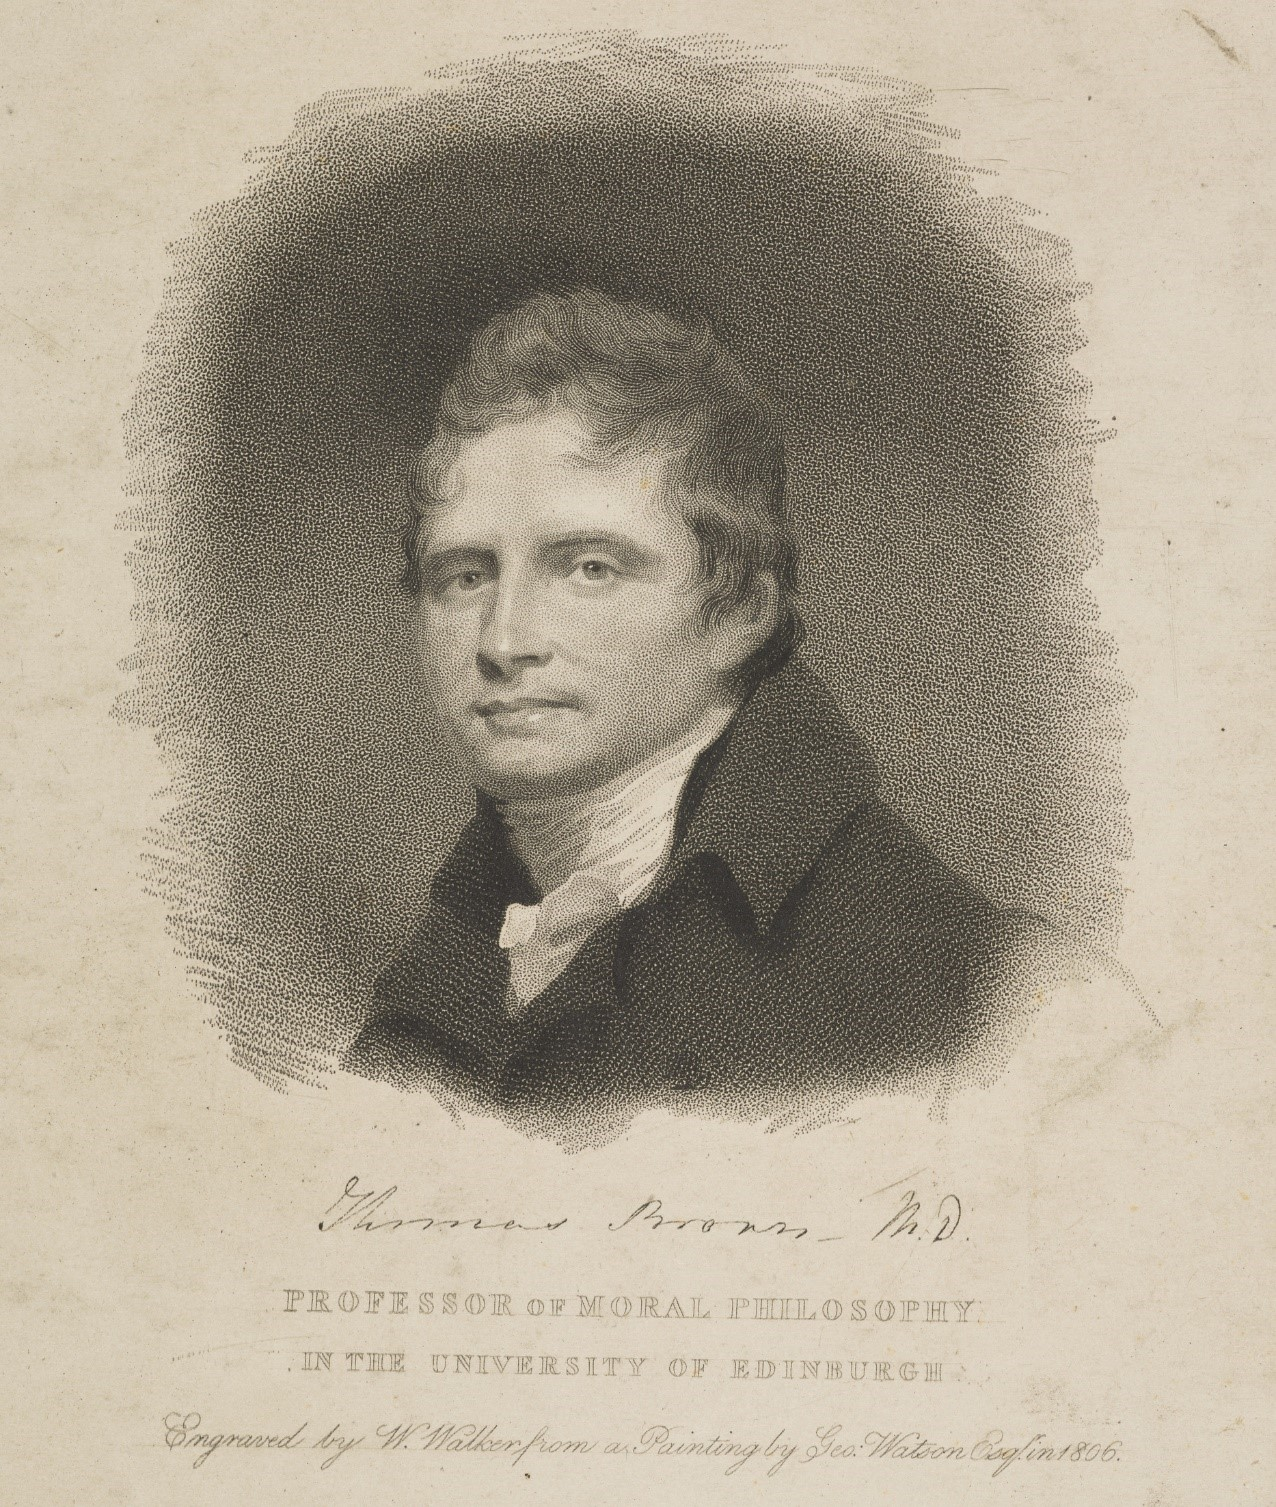 Thomas Brown - M.D.
PROFESSOR OF MORAL PHILOSOPHY
IN THE UNIVERSITY OF EDINBURGH
Engraved by W. Walker from a Painting by Geo: Watson Esqr. in 1806.